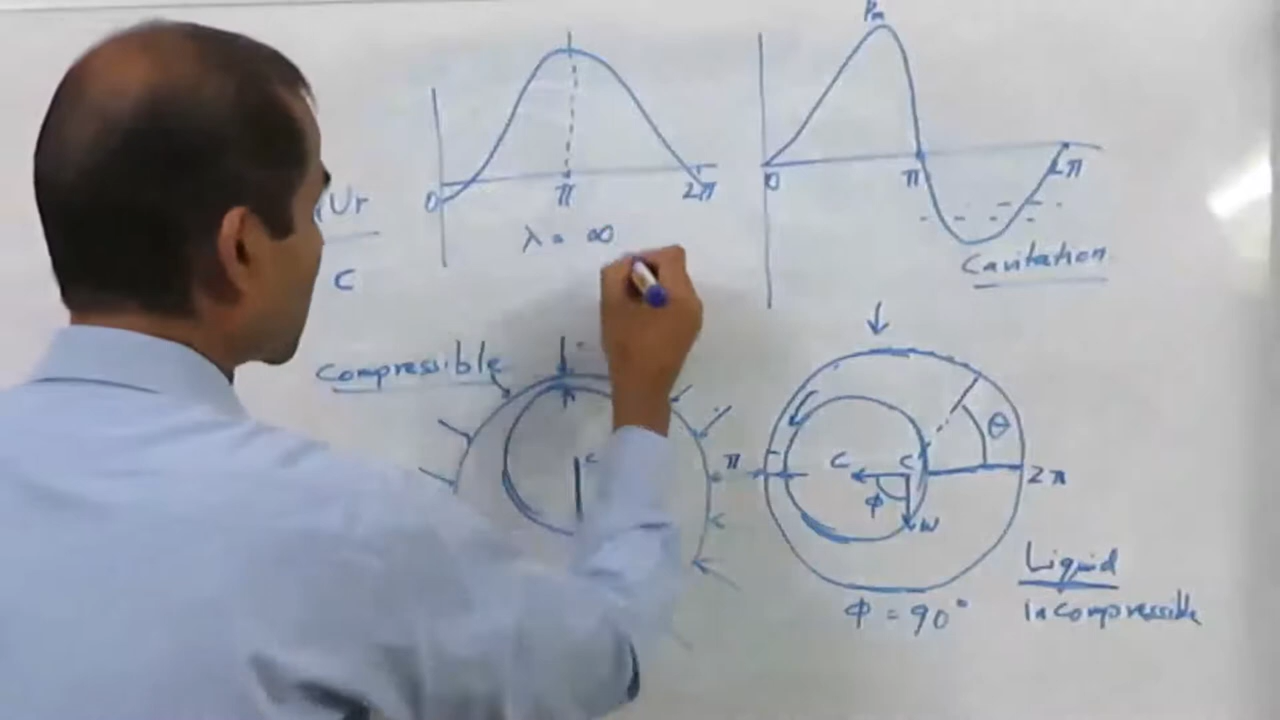 Pm
0 π 2π
λ = ∞
0 π 2π
Cavitation
Ur
C
Compressible
C
π C C θ 2π
φ
W
Liquid
incompressible
φ = 90°